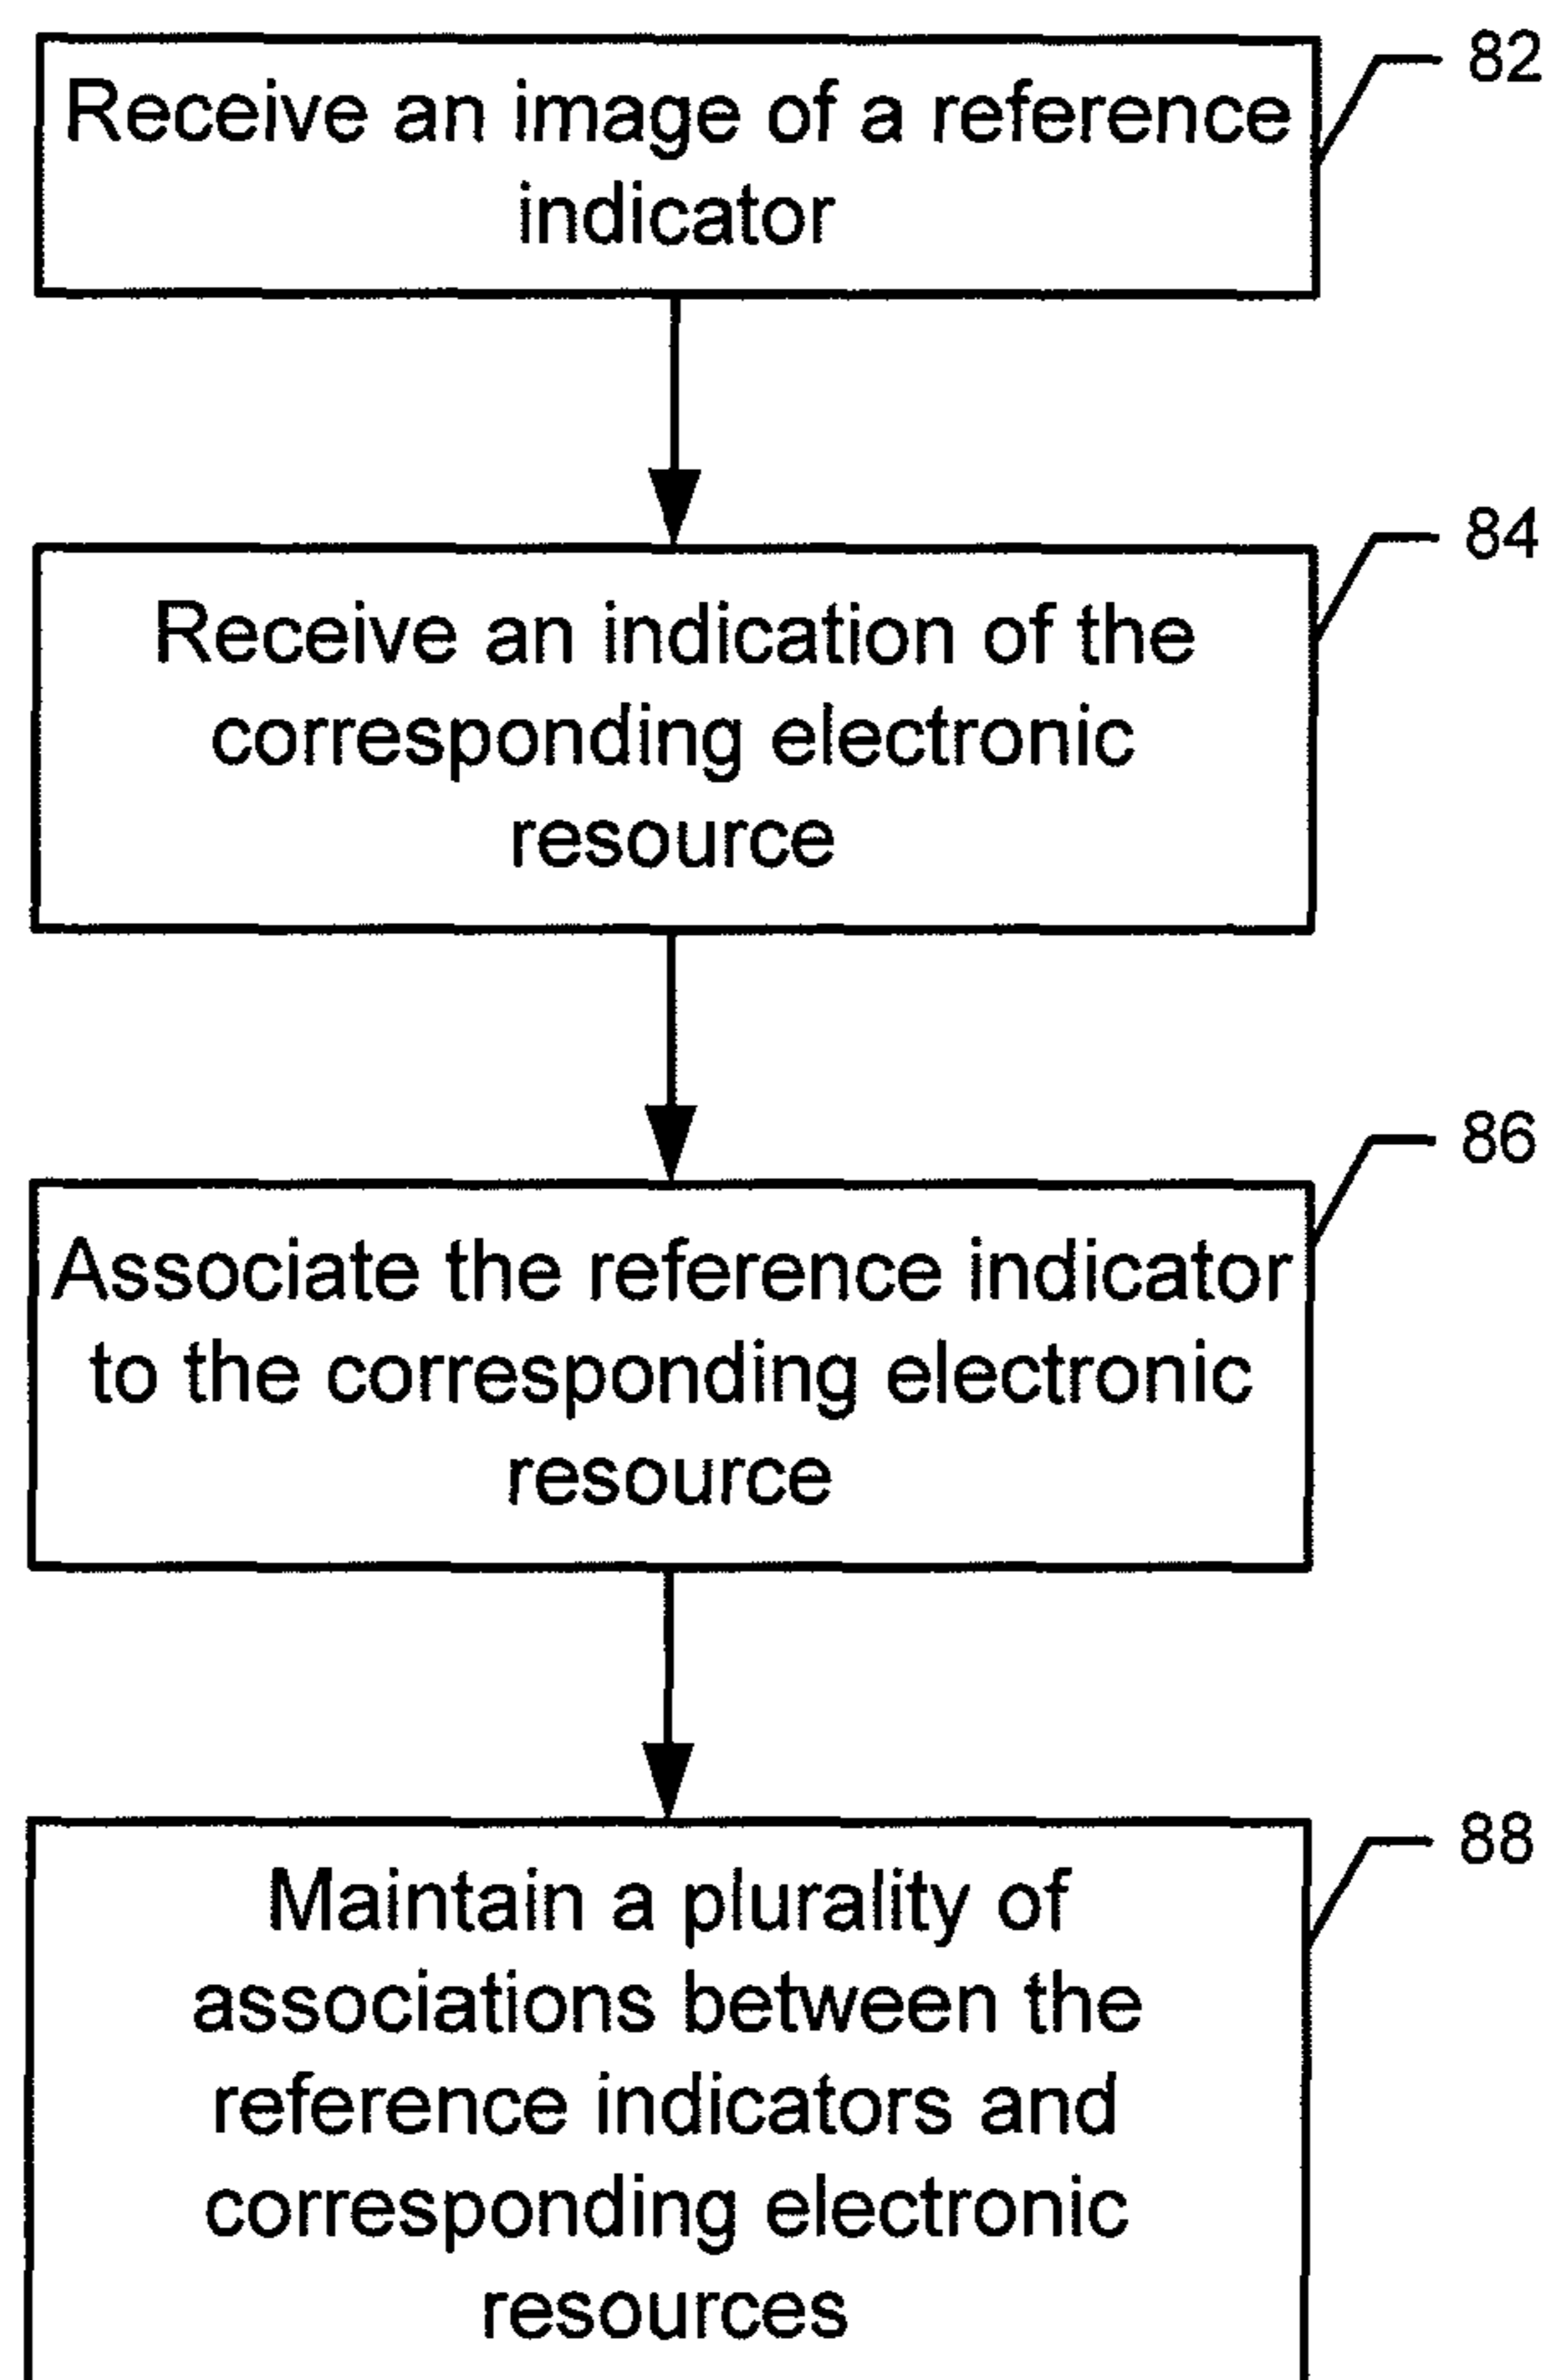 82
Receive an image of a reference
indicator
84
Receive an indication of the
corresponding electronic
resource
86
Associate the reference indicator
to the corresponding electronic
resource
88
Maintain a plurality of
associations between the
reference indicators and
corresponding electronic
resources